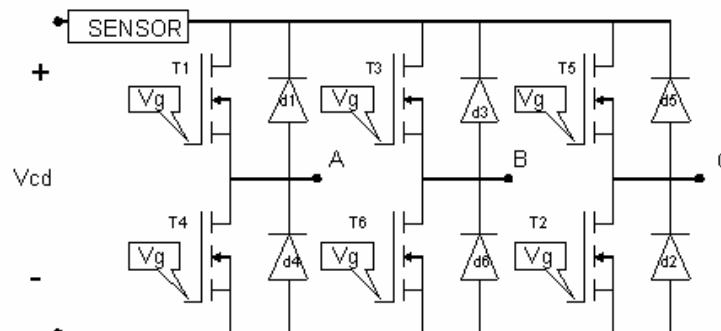 SENSOR
+
T1
T3
T5
Vg
d1
Vg
d3
Vg
d5
A
B
Vcd
T4
T6
T2
Vg
d4
Vg
d6
Vg
d2
-